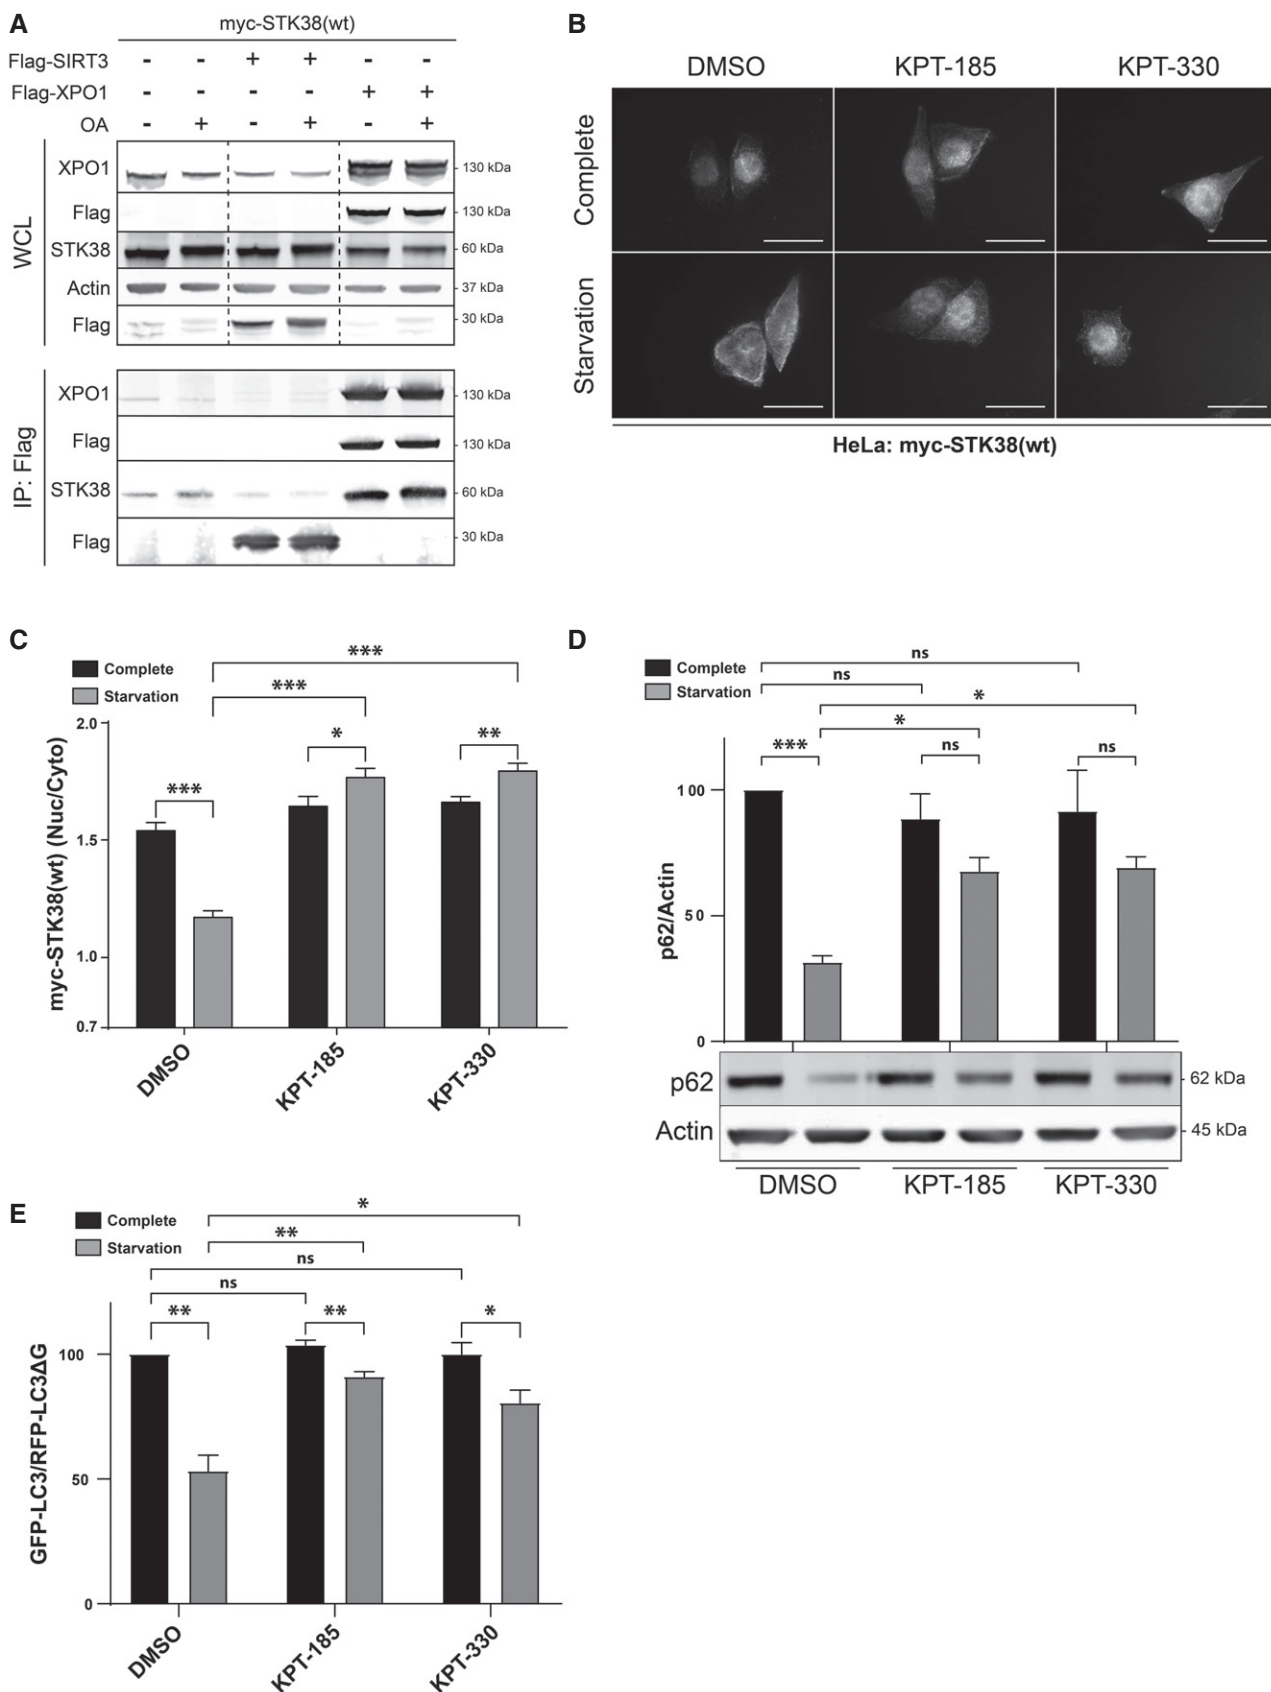 A
myc-STK38(wt)
Flag-SIRT3 - - + + - -
Flag-XPO1 - - - - + +
OA - + - + - +
WCL
XPO1 130 kDa
Flag 130 kDa
STK38 60 kDa
Actin 37 kDa
Flag 30 kDa
IP: Flag
XPO1 130 kDa
Flag 130 kDa
STK38 60 kDa
Flag 30 kDa
B
DMSO KPT-185 KPT-330
Complete
Starvation
HeLa: myc-STK38(wt)
C
Complete
Starvation
***
***
*** * **
myc-STK38(wt) (Nuc/Cyto)
2.0
1.5
1.0
0.7
DMSO KPT-185 KPT-330
D
Complete
Starvation
ns
ns
*
*
*** ns ns
p62/Actin
100
50
0
p62 62 kDa
Actin 45 kDa
DMSO KPT-185 KPT-330
E
Complete
Starvation
*
**
ns
ns
** ** *
GFP-LC3/RFP-LC3ΔG
100
50
0
DMSO KPT-185 KPT-330